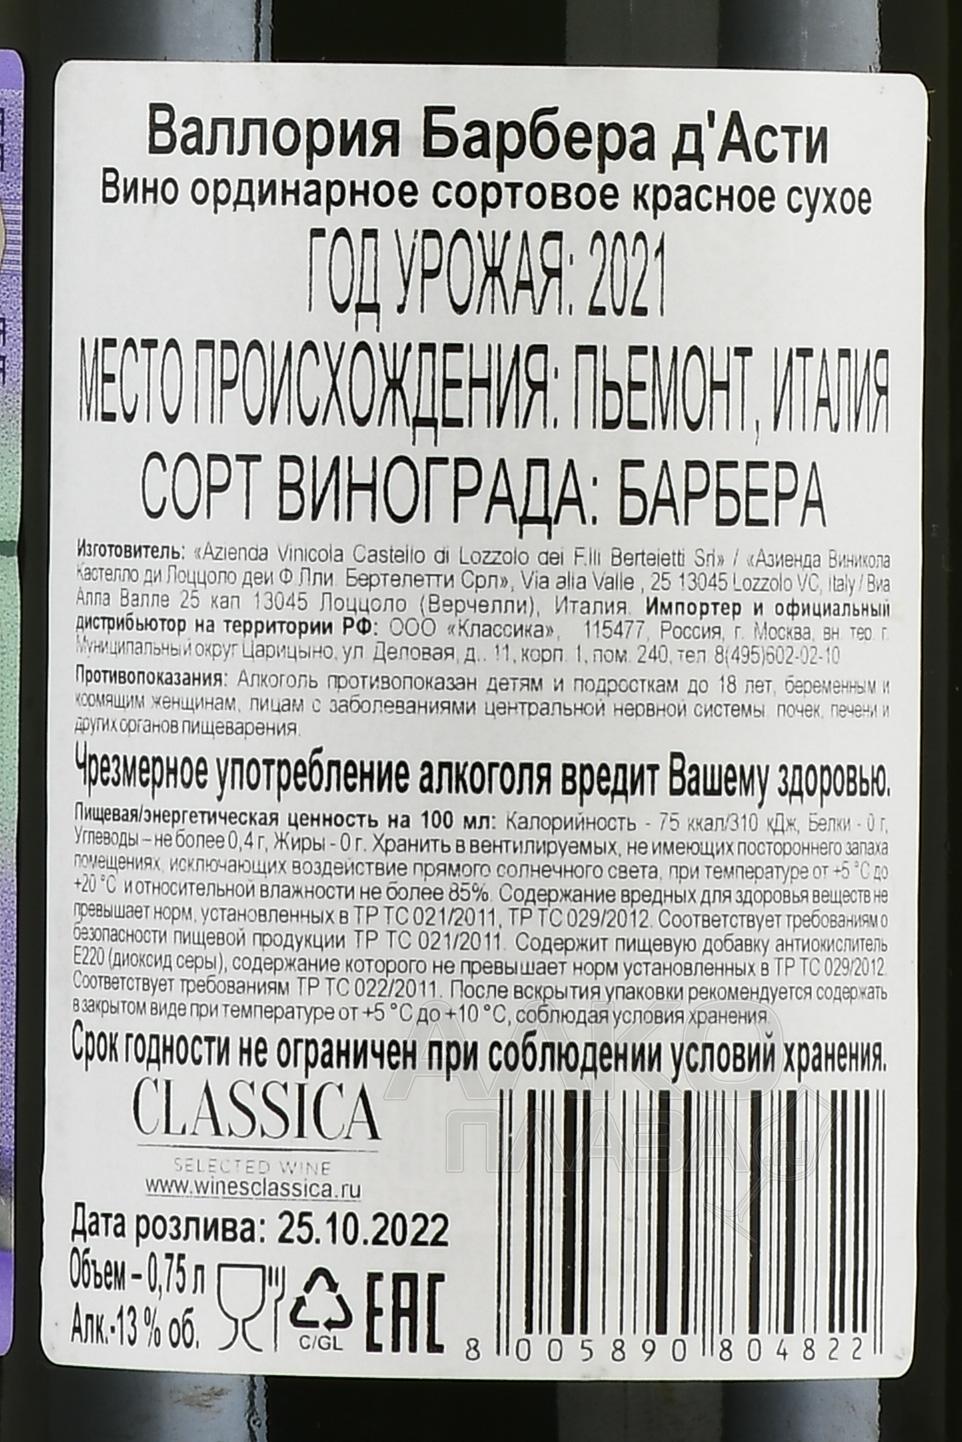 Валлория Барбера д'Асти
Вино ординарное сортовое красное сухое
ГОД УРОЖАЯ: 2021
МЕСТО ПРОИСХОЖДЕНИЯ: ПЬЕМОНТ, ИТАЛИЯ
СОРТ ВИНОГРАДА: БАРБЕРА
Изготовитель: «Azienda Vinicola Castello di Lozzolo dei F.lli Berteletti Srl» / «Азиенда Виникола
Кастелло ди Лоццоло деи Ф.Лли. Бертелетти Срл», Via alla Valle , 25 13045 Lozzolo VC, Italy / Виа
Алла Валле 25 кап 13045 Лоццоло (Верчелли), Италия. Импортер и официальный
дистрибьютор на территории РФ: ООО «Классика», 115477, Россия, г. Москва, вн. тер. г.
Муниципальный округ Царицыно, ул. Деловая, д.. 11, корп. 1, пом. 240, тел. 8(495)602-02-10
Противопоказания: Алкоголь противопоказан детям и подросткам до 18 лет, беременным и
кормящим женщинам, лицам с заболеваниями центральной нервной системы, почек, печени и
других органов пищеварения.
Чрезмерное употребление алкоголя вредит Вашему здоровью.
Пищевая/энергетическая ценность на 100 мл: Калорийность - 75 ккал/310 кДж, Белки - 0 г,
Углеводы – не более 0,4 г, Жиры - 0 г. Хранить в вентилируемых, не имеющих постороннего запаха
помещениях, исключающих воздействие прямого солнечного света, при температуре от +5 °С до
+20 °С и относительной влажности не более 85%. Содержание вредных для здоровья веществ не
превышает норм, установленных в ТР ТС 021/2011, ТР ТС 029/2012. Соответствует требованиям о
безопасности пищевой продукции ТР ТС 021/2011. Содержит пищевую добавку антиокислитель
Е220 (диоксид серы), содержание которого не превышает норм установленных в ТР ТС 029/2012.
Соответствует требованиям ТР ТС 022/2011. После вскрытия упаковки рекомендуется содержать
в закрытом виде при температуре от +5 °С до +10 °С, соблюдая условия хранения.
Срок годности не ограничен при соблюдении условий хранения.
CLASSICA
SELECTED WINE
www.winesclassica.ru
Дата розлива: 25.10.2022
Объем – 0,75 л
Алк.-13 % об.
C/GL
EAC
8 005890 804822
АЛКО
ПЛАЗА